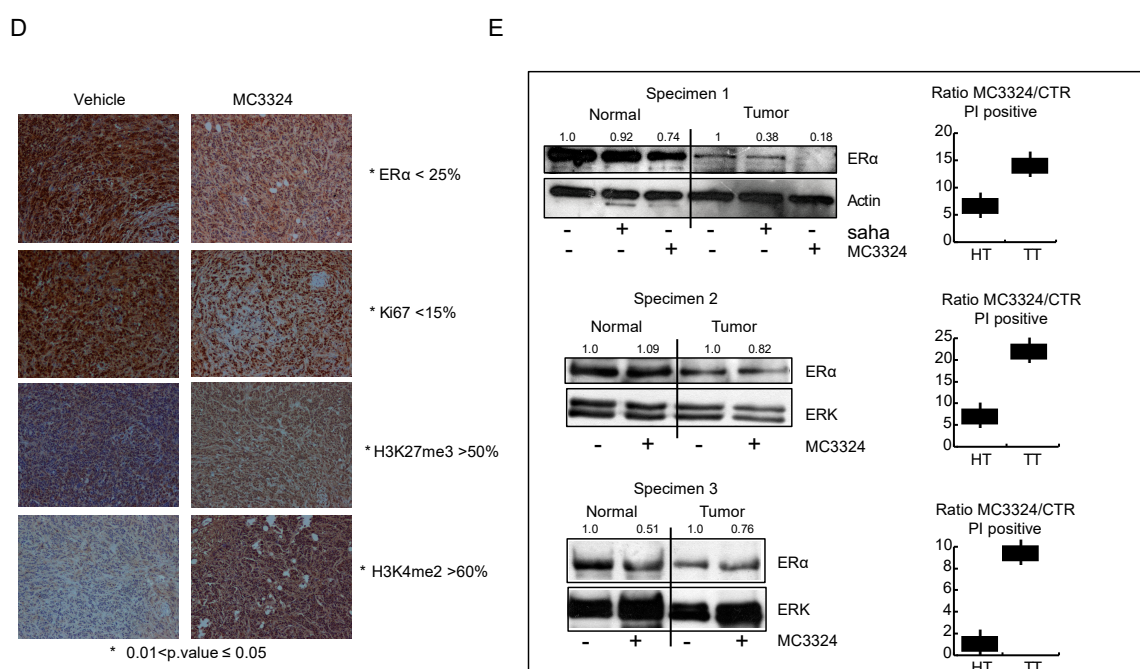 D
E
Vehicle MC3324
* ERα < 25%
* Ki67 <15%
* H3K27me3 >50%
* H3K4me2 >60%
* 0.01<p.value ≤ 0.05
Specimen 1
Normal Tumor
1.0 0.92 0.74 1 0.38 0.18
ERα
Actin
- + - - + - saha
- - + - - + MC3324
Ratio MC3324/CTR
PI positive
20
15
10
5
0
HT TT
Specimen 2
Normal Tumor
1.0 1.09 1.0 0.82
ERα
ERK
- + - + MC3324
Ratio MC3324/CTR
PI positive
25
20
15
10
5
0
HT TT
Specimen 3
Normal Tumor
1.0 0.51 1.0 0.76
ERα
ERK
- + - + MC3324
Ratio MC3324/CTR
PI positive
10
8
6
4
2
0
HT TT